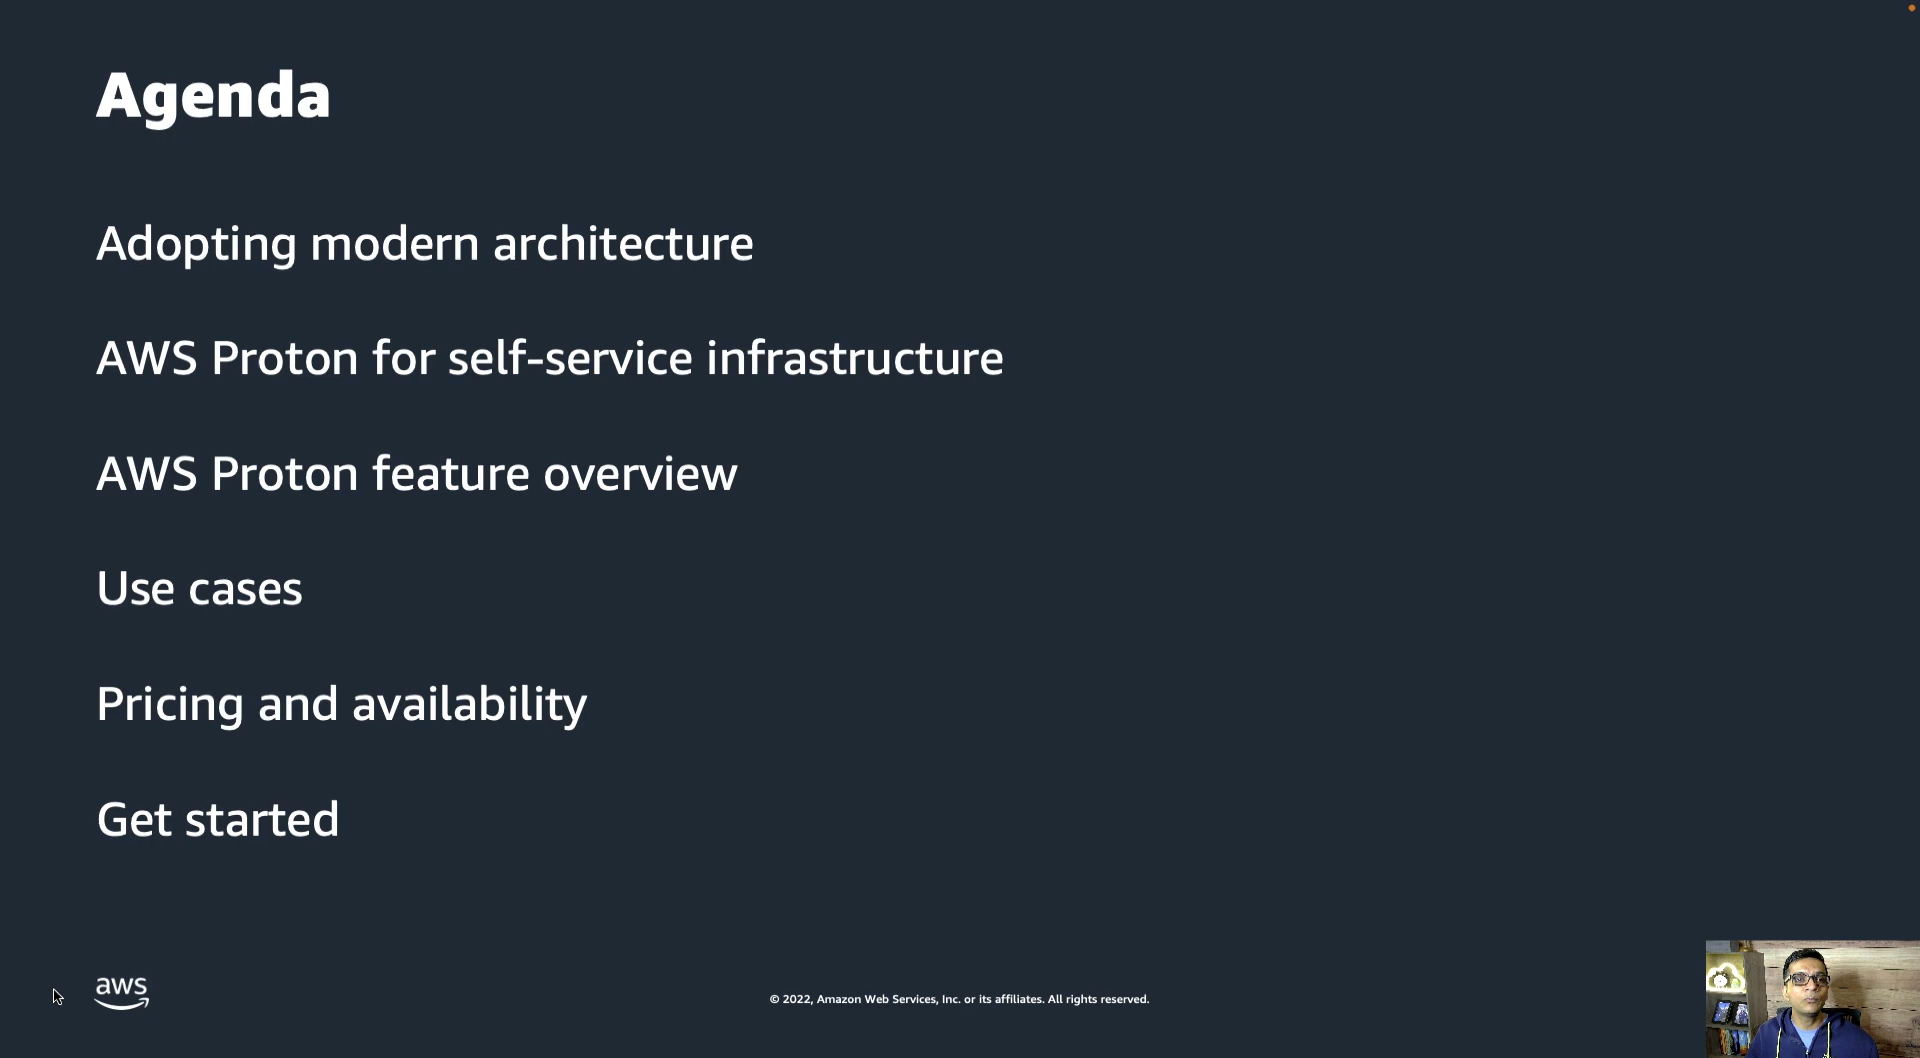 Agenda
Adopting modern architecture
AWS Proton for self-service infrastructure
AWS Proton feature overview
Use cases
Pricing and availability
Get started
aws
© 2022, Amazon Web Services, Inc. or its affiliates. All rights reserved.